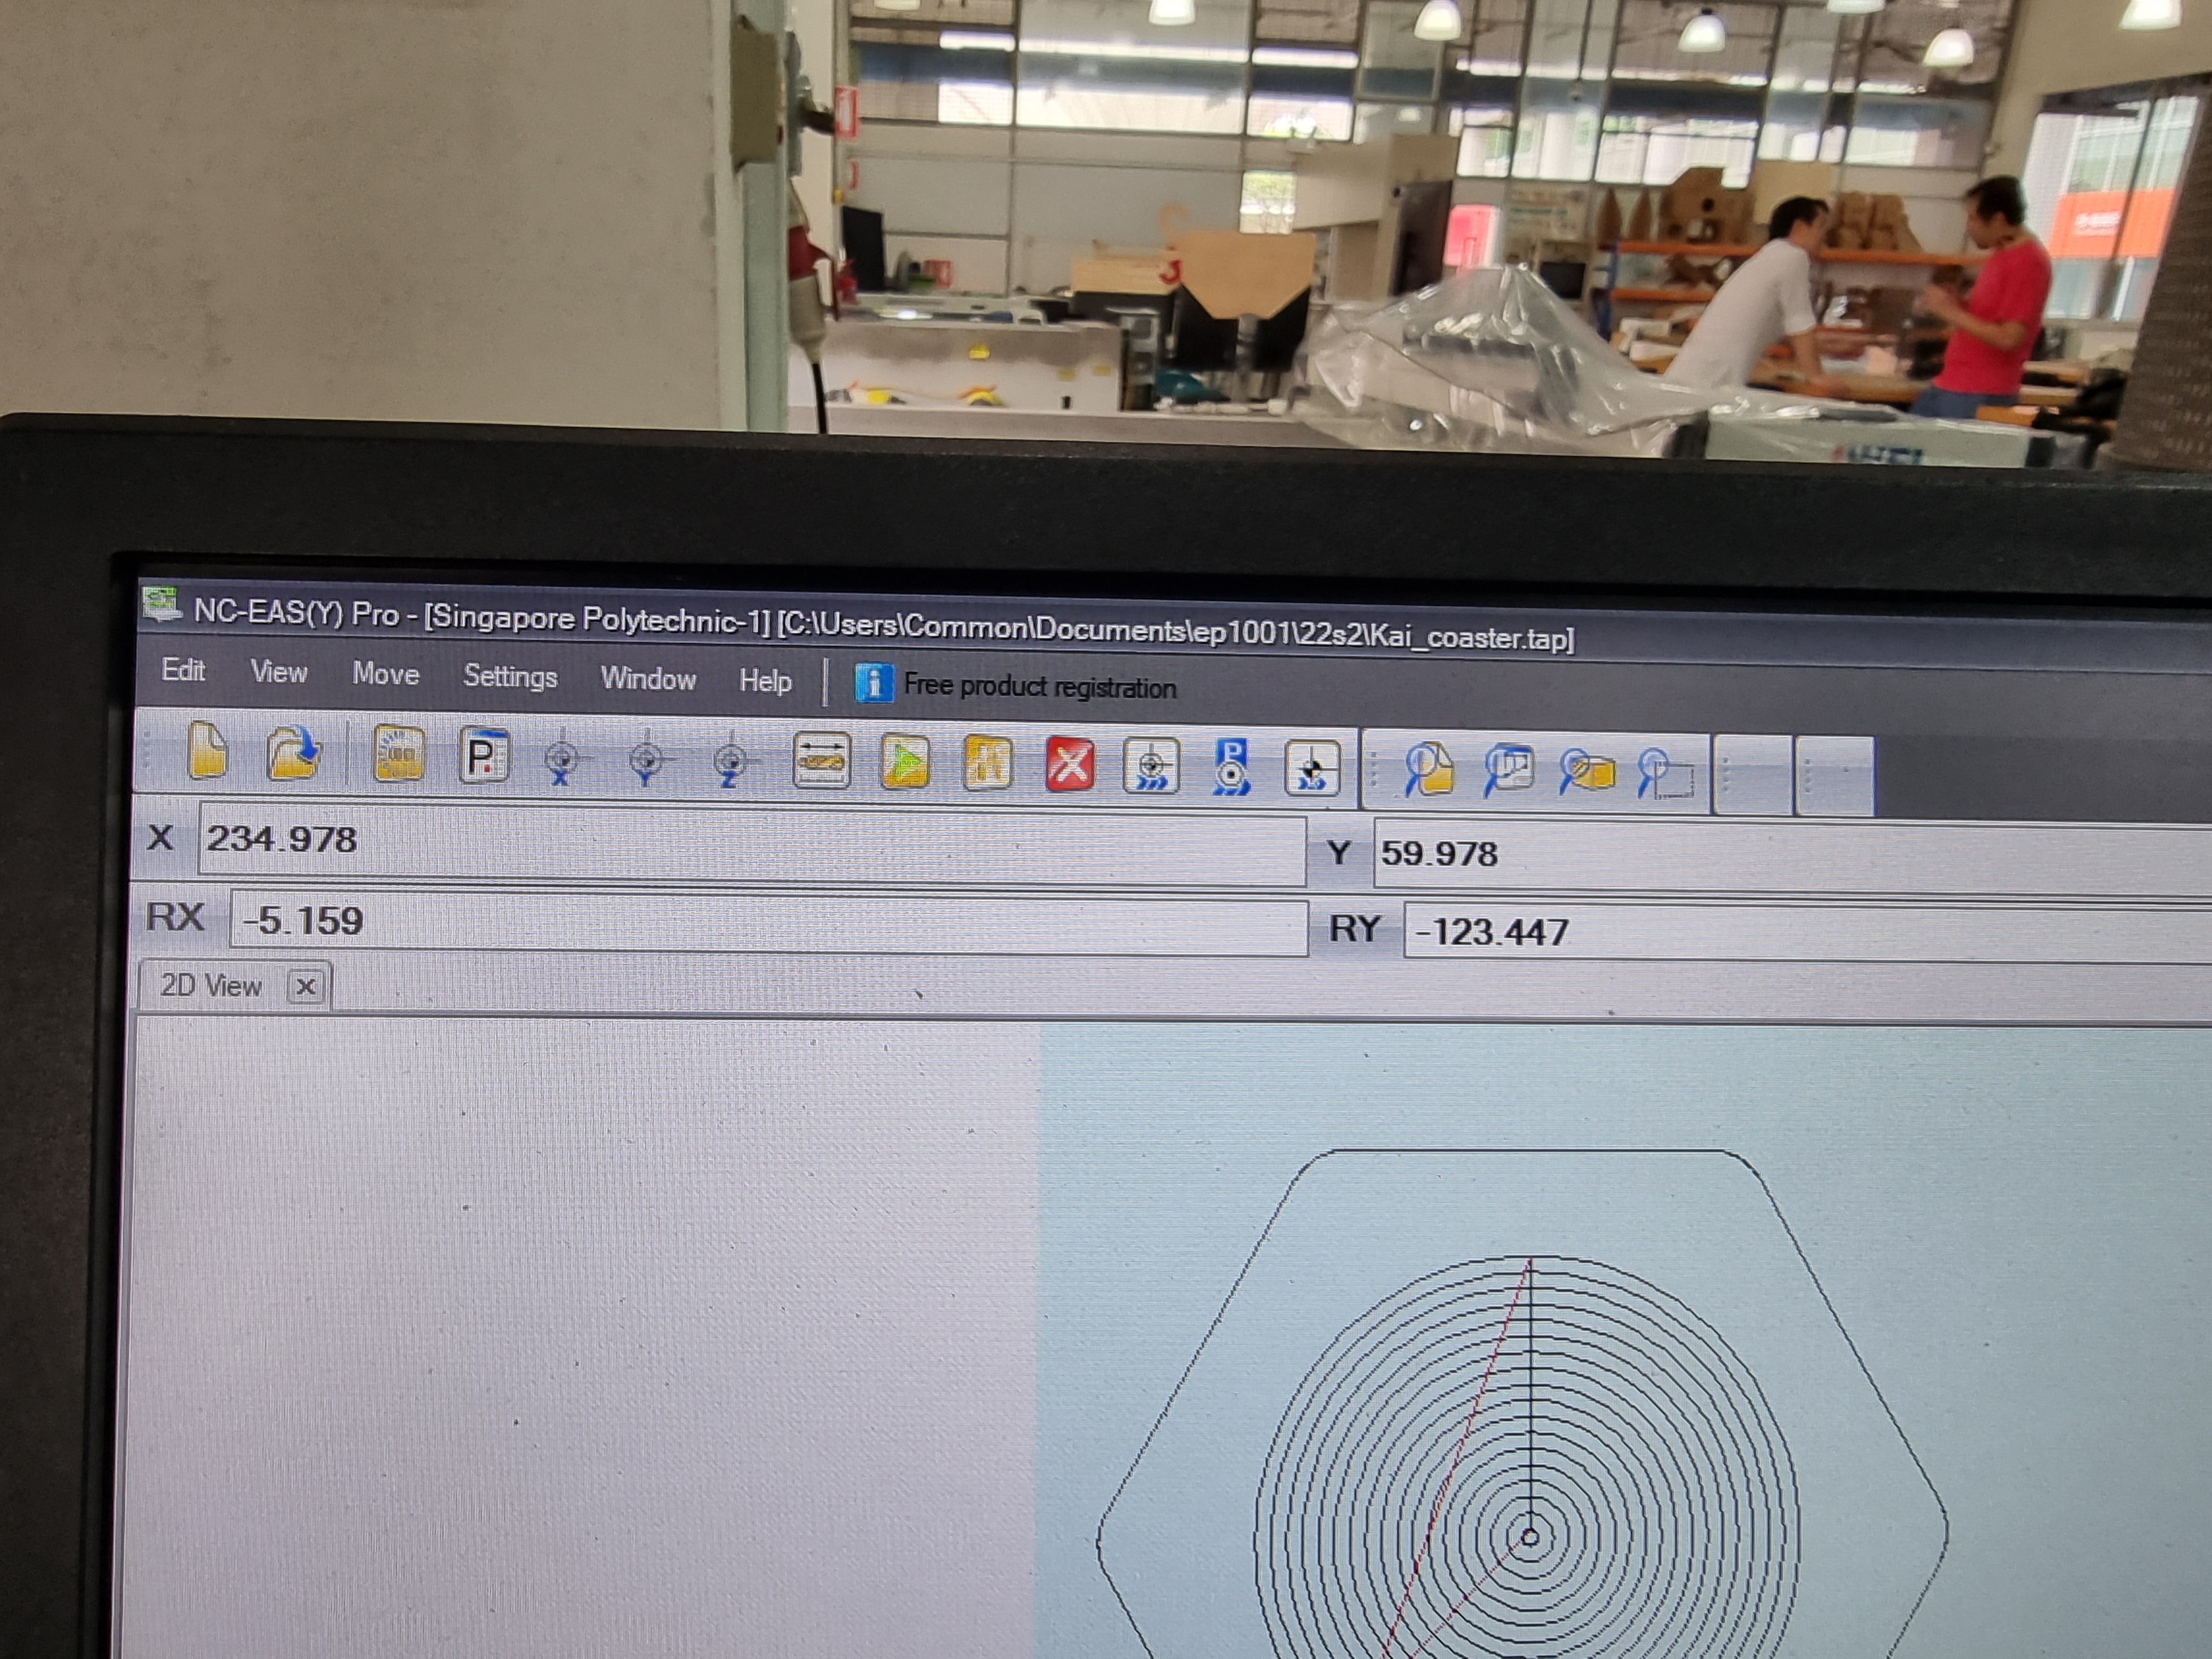 NC-EAS(Y) Pro - [Singapore Polytechnic-1] [C:\Users\Common\Documents\ep1001\22s2\Kai_coaster.tap]
Edit View Move Settings Window Help Free product registration
P.
X Y Z
P
X 234.978 Y 59.978
RX -5.159 RY -123.447
2D View x